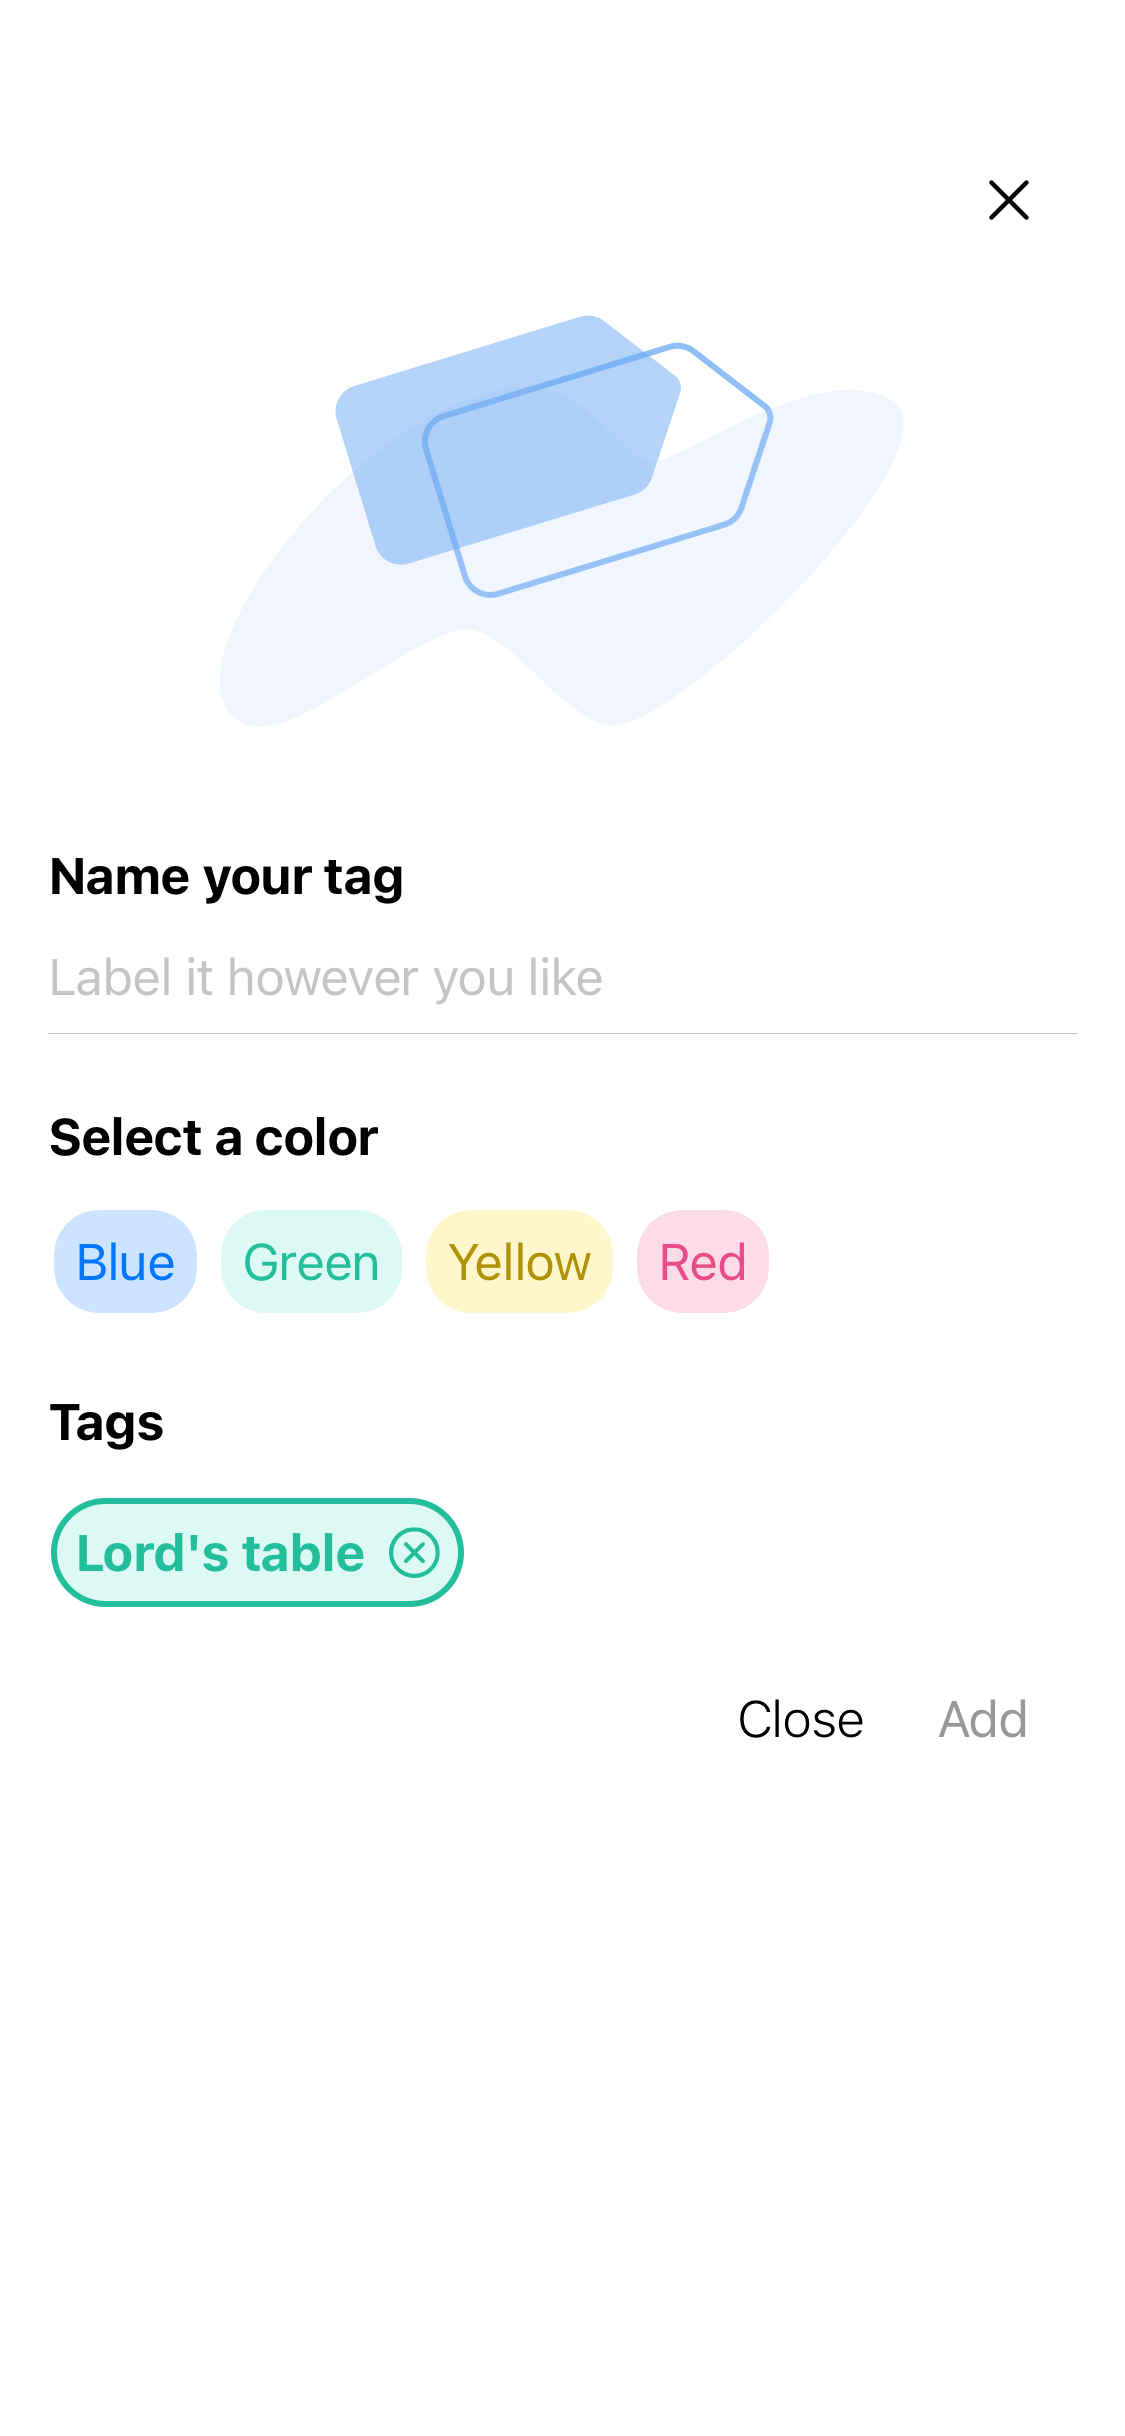 Name your tag
Label it however you like
Select a color
Blue Green Yellow Red
Tags
Lord's table
Close Add